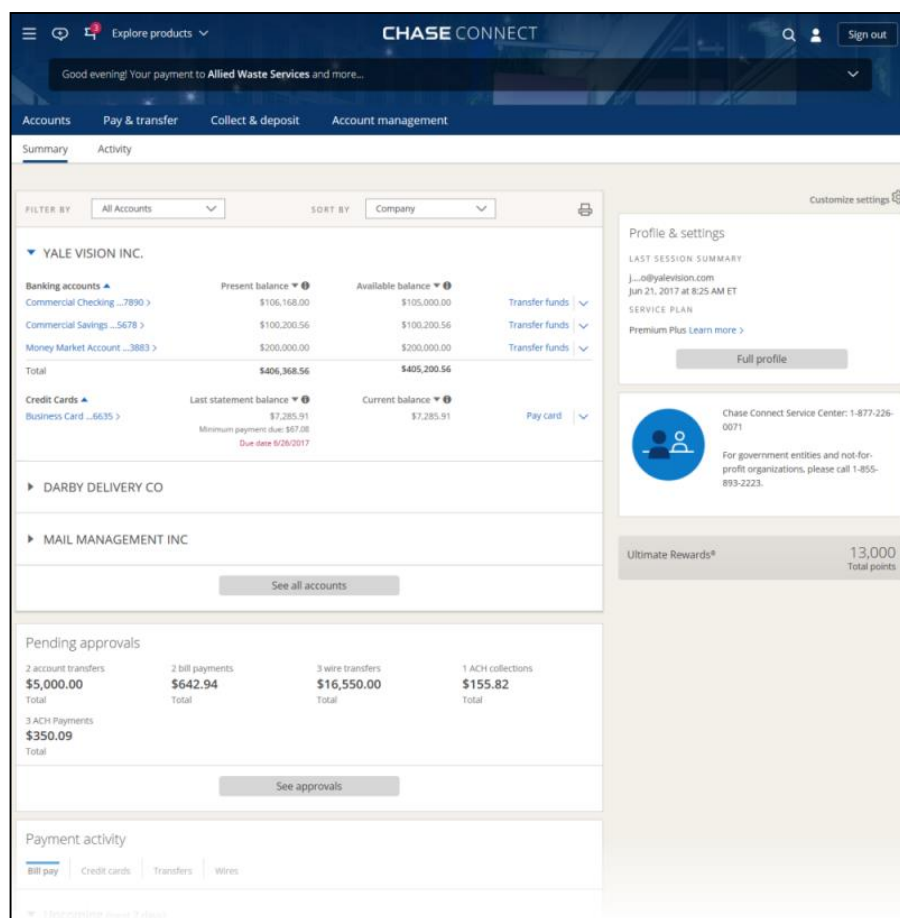 3
Explore products
CHASE CONNECT
Sign out
Good evening! Your payment to Allied Waste Services and more...
Accounts Pay & transfer Collect & deposit Account management
Summary Activity
Customize settings
FILTER BY All Accounts SORT BY Company
YALE VISION INC.
Banking accounts Present balance Available balance
Commercial Checking ...7890 $106,168.00 $105,000.00 Transfer funds
Commercial Savings ...5678 $100,200.56 $100,200.56 Transfer funds
Money Market Account ...3883 $200,000.00 $200,000.00 Transfer funds
Total $406,368.56 $405,200.56
Credit Cards Last statement balance Current balance
Business Card ...6635 $7,285.91 $7,285.91 Pay card
Minimum payment due: $67.08
Due date 6/26/2017
DARBY DELIVERY CO
MAIL MANAGEMENT INC
See all accounts
Pending approvals
2 account transfers 2 bill payments 3 wire transfers 1 ACH collections
$5,000.00 $642.94 $16,550.00 $155.82
Total Total Total Total
3 ACH Payments
$350.09
Total
See approvals
Payment activity
Bill pay Credit cards Transfers Wires
Profile & settings
LAST SESSION SUMMARY
j....o@yalevision.com
Jun 21, 2017 at 8:25 AM ET
SERVICE PLAN
Premium Plus Learn more
Full profile
Chase Connect Service Center: 1-877-226-
0071
For government entities and not-for-
profit organizations, please call 1-855-
893-2223.
Ultimate Rewards® 13,000
Total points